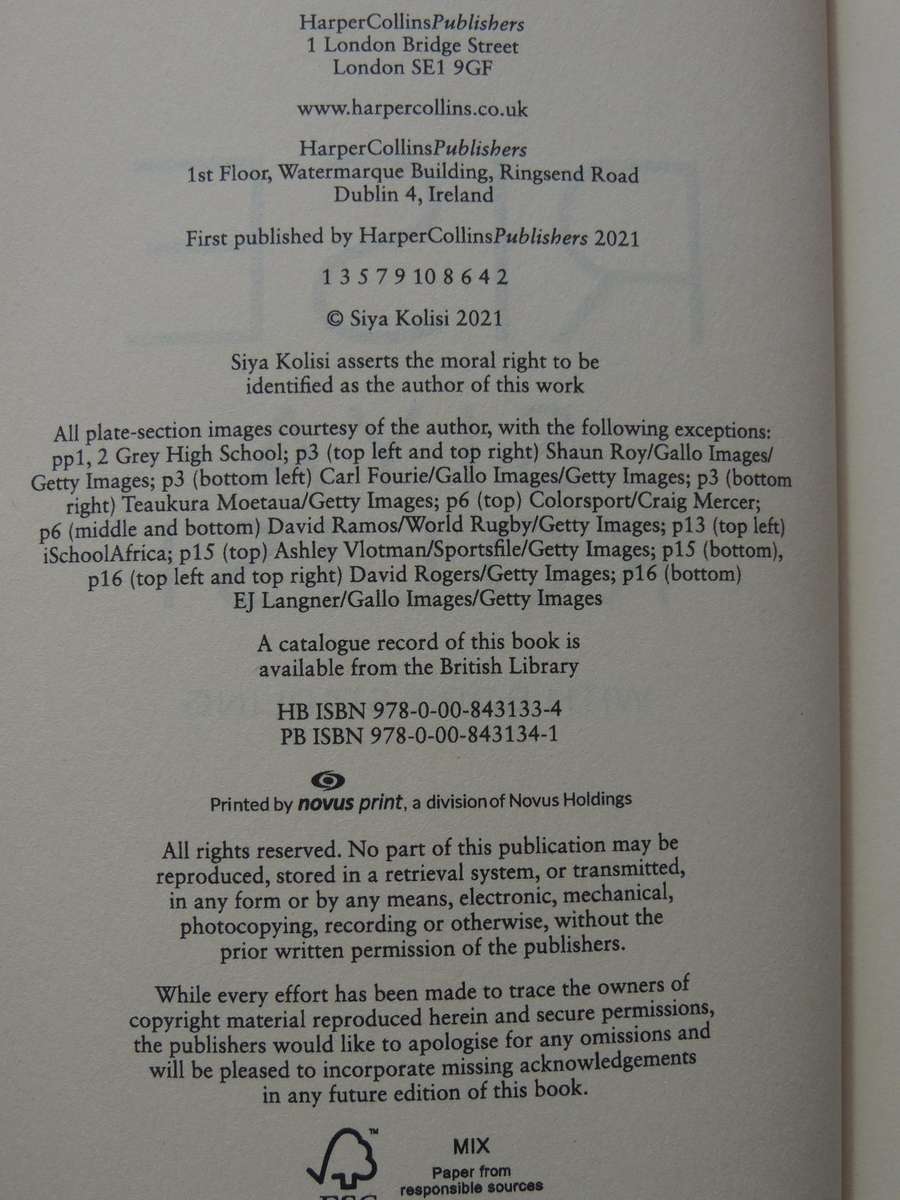 HarperCollinsPublishers
1 London Bridge Street
London SE1 9GF
www.harpercollins.co.uk
HarperCollinsPublishers
1st Floor, Watermarque Building, Ringsend Road
Dublin 4, Ireland
First published by HarperCollinsPublishers 2021
1 3 5 7 9 10 8 6 4 2
© Siya Kolisi 2021
Siya Kolisi asserts the moral right to be
identified as the author of this work
All plate-section images courtesy of the author, with the following exceptions:
pp1, 2 Grey High School; p3 (top left and top right) Shaun Roy/Gallo Images/
Getty Images; p3 (bottom left) Carl Fourie/Gallo Images/Getty Images; p3 (bottom
right) Teaukura Moetaua/Getty Images; p6 (top) Colorsport/Craig Mercer;
p6 (middle and bottom) David Ramos/World Rugby/Getty Images; p13 (top left)
iSchoolAfrica; p15 (top) Ashley Vlotman/Sportsfile/Getty Images; p15 (bottom),
p16 (top left and top right) David Rogers/Getty Images; p16 (bottom)
EJ Langner/Gallo Images/Getty Images
A catalogue record of this book is
available from the British Library
HB ISBN 978-0-00-843133-4
PB ISBN 978-0-00-843134-1
Printed by novus print, a division of Novus Holdings
All rights reserved. No part of this publication may be
reproduced, stored in a retrieval system, or transmitted,
in any form or by any means, electronic, mechanical,
photocopying, recording or otherwise, without the
prior written permission of the publishers.
While every effort has been made to trace the owners of
copyright material reproduced herein and secure permissions,
the publishers would like to apologise for any omissions and
will be pleased to incorporate missing acknowledgements
in any future edition of this book.
TM
MIX
Paper from
responsible sources
FSC